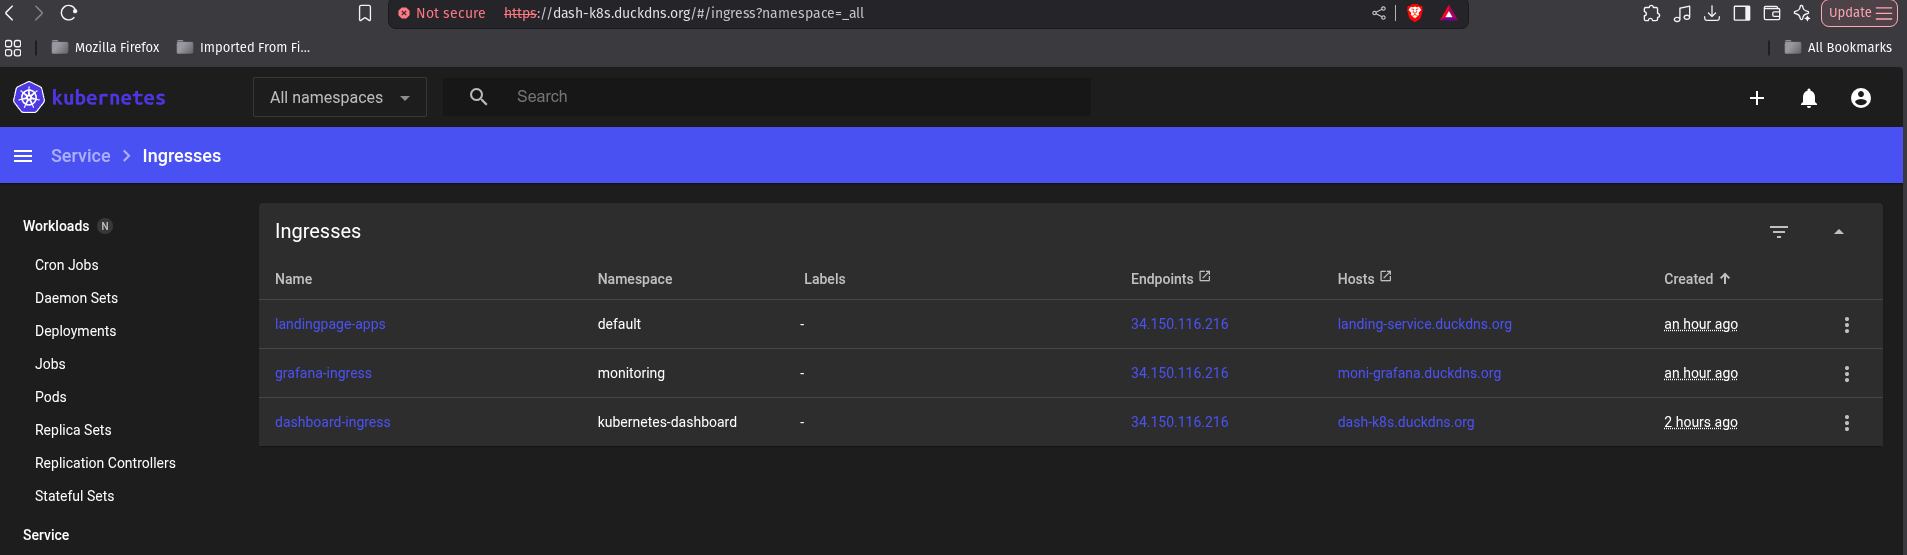 Not secure https://dash-k8s.duckdns.org/#/ingress?namespace=_all Update
Mozilla Firefox Imported From Fi... All Bookmarks
kubernetes All namespaces Search
Service Ingresses
Workloads N
Cron Jobs
Daemon Sets
Deployments
Jobs
Pods
Replica Sets
Replication Controllers
Stateful Sets
Service
Ingresses
Name Namespace Labels Endpoints Hosts Created
landingpage-apps default - 34.150.116.216 landing-service.duckdns.org an hour ago
grafana-ingress monitoring - 34.150.116.216 moni-grafana.duckdns.org an hour ago
dashboard-ingress kubernetes-dashboard - 34.150.116.216 dash-k8s.duckdns.org 2 hours ago